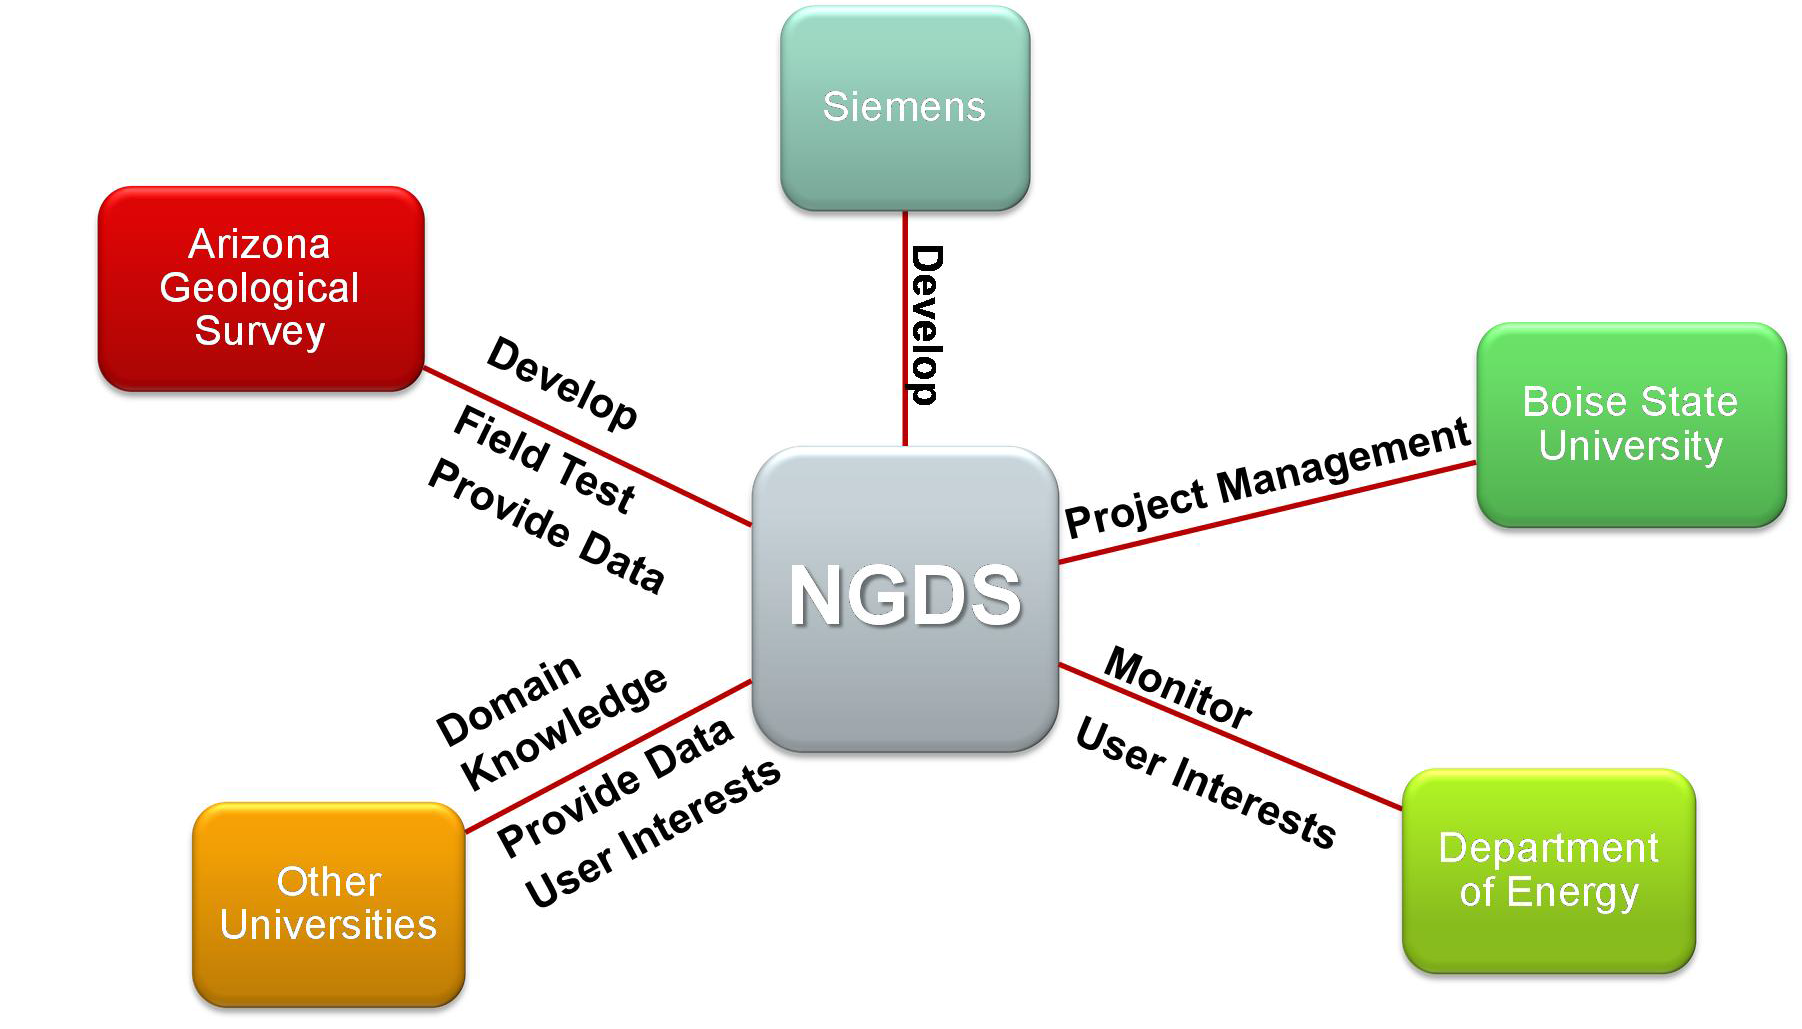 Siemens
Develop
Arizona
Geological
Survey
Develop
Field Test
Provide Data
Boise State
University
Project Management
NGDS
Domain
Knowledge
Provide Data
User Interests
Other
Universities
Monitor
User Interests
Department
of Energy